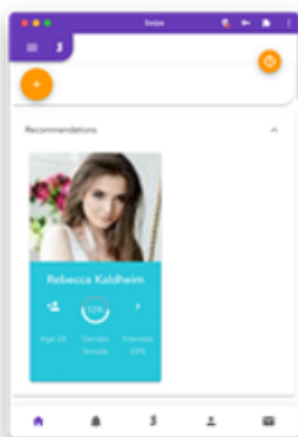 Swipe
Recommendations
Rebecca Kaldheim
Age 65 Gender Interests
female 33%